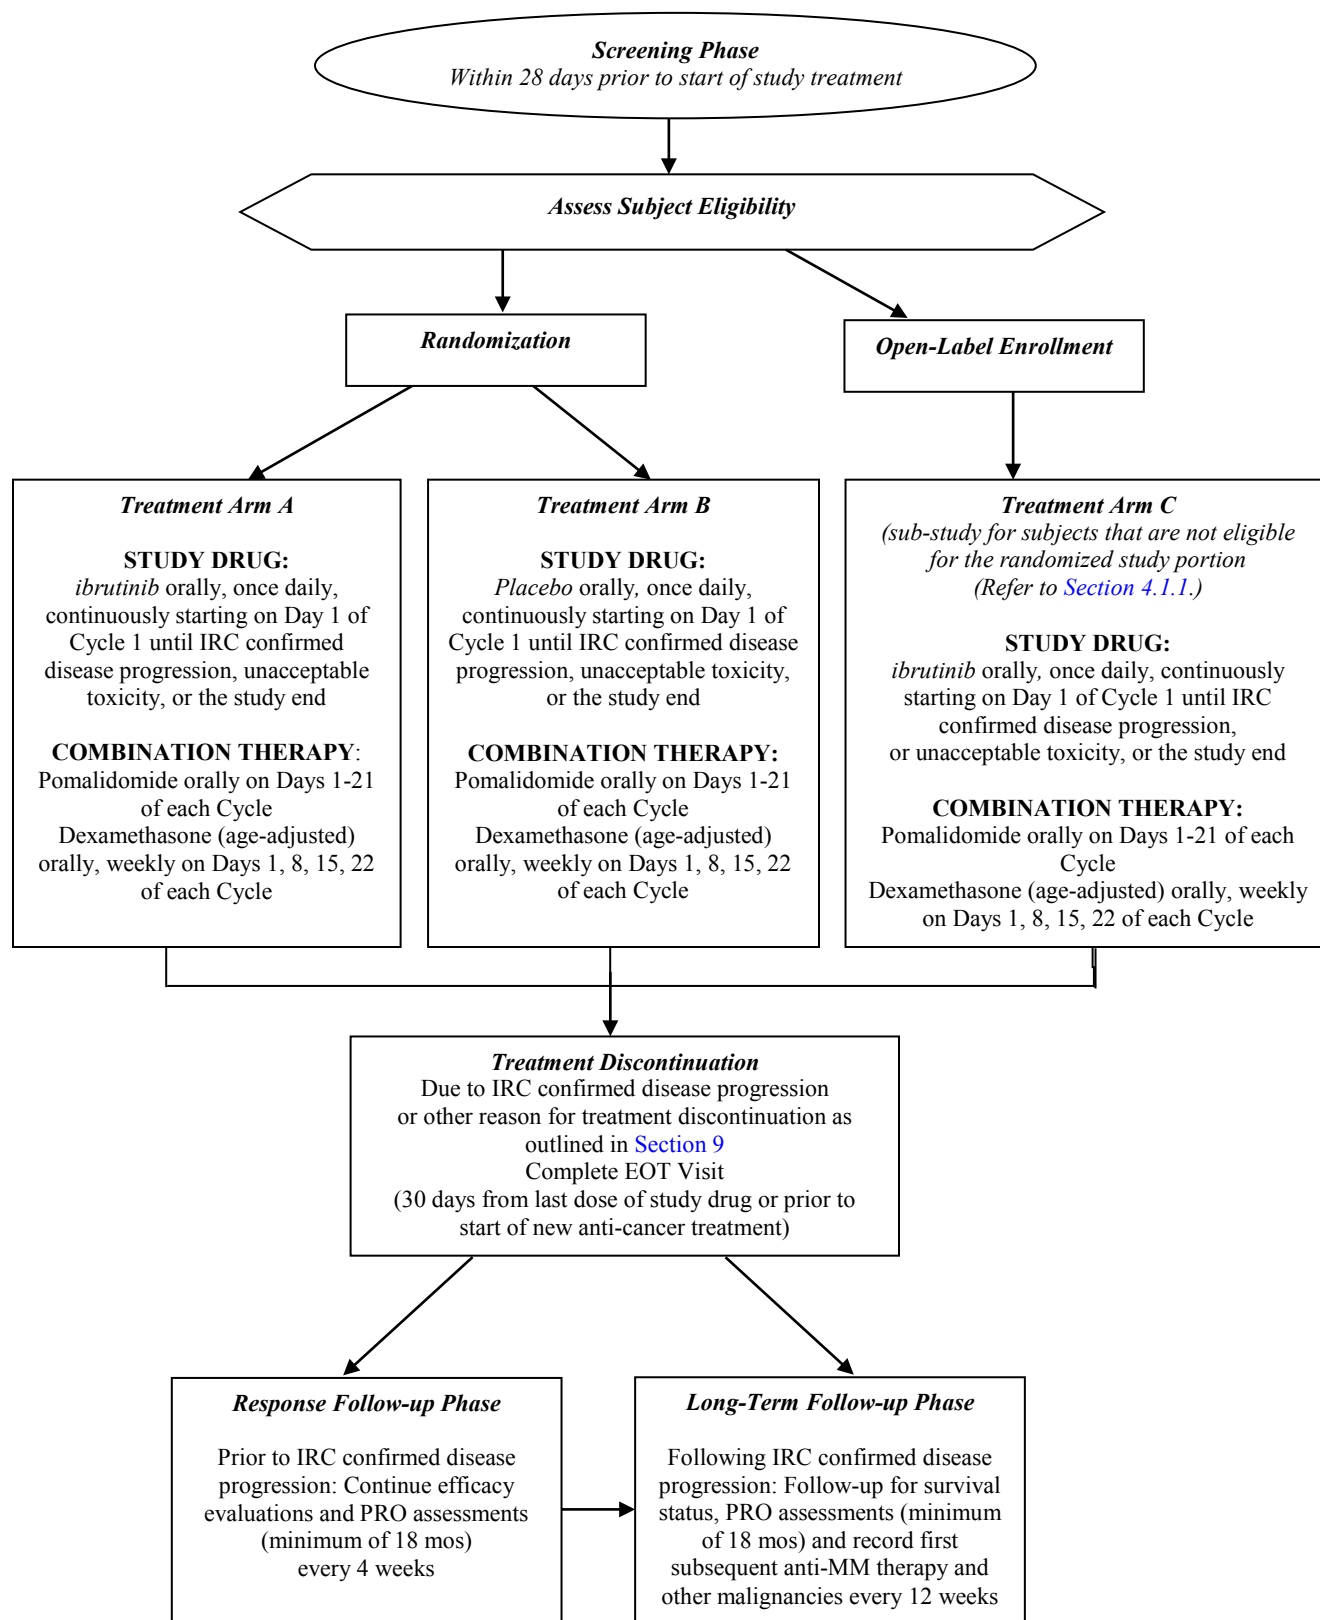 Screening Phase
Within 28 days prior to start of study treatment
Assess Subject Eligibility
Randomization
Open-Label Enrollment
Treatment Arm A
STUDY DRUG:
ibrutinib orally, once daily,
continuously starting on Day 1 of
Cycle 1 until IRC confirmed
disease progression, unacceptable
toxicity, or the study end
COMBINATION THERAPY:
Pomalidomide orally on Days 1-21
of each Cycle
Dexamethasone (age-adjusted)
orally, weekly on Days 1, 8, 15, 22
of each Cycle
Treatment Arm B
STUDY DRUG:
Placebo orally, once daily,
continuously starting on Day 1 of
Cycle 1 until IRC confirmed disease
progression, unacceptable toxicity,
or the study end
COMBINATION THERAPY:
Pomalidomide orally on Days 1-21
of each Cycle
Dexamethasone (age-adjusted)
orally, weekly on Days 1, 8, 15, 22
of each Cycle
Treatment Arm C
(sub-study for subjects that are not eligible
for the randomized study portion
(Refer to Section 4.1.1.)
STUDY DRUG:
ibrutinib orally, once daily, continuously
starting on Day 1 of Cycle 1 until IRC
confirmed disease progression,
or unacceptable toxicity, or the study end
COMBINATION THERAPY:
Pomalidomide orally on Days 1-21 of each
Cycle
Dexamethasone (age-adjusted) orally, weekly
on Days 1, 8, 15, 22 of each Cycle
Treatment Discontinuation
Due to IRC confirmed disease progression
or other reason for treatment discontinuation as
outlined in Section 9
Complete EOT Visit
(30 days from last dose of study drug or prior to
start of new anti-cancer treatment)
Response Follow-up Phase
Prior to IRC confirmed disease
progression: Continue efficacy
evaluations and PRO assessments
(minimum of 18 mos)
every 4 weeks
Long-Term Follow-up Phase
Following IRC confirmed disease
progression: Follow-up for survival
status, PRO assessments (minimum
of 18 mos) and record first
subsequent anti-MM therapy and
other malignancies every 12 weeks